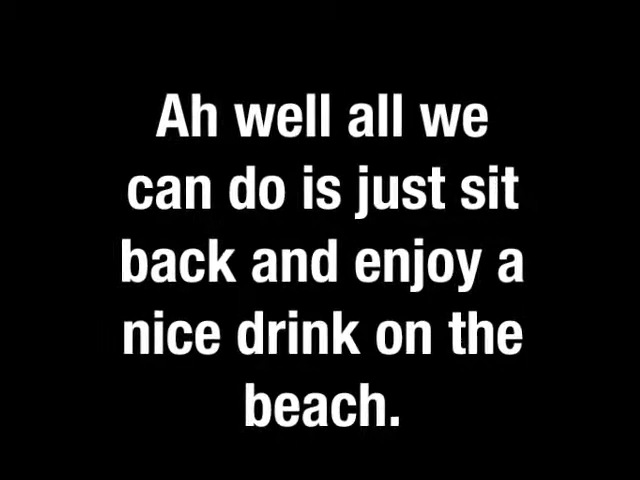 Ah well all we
can do is just sit
back and enjoy a
nice drink on the
beach.